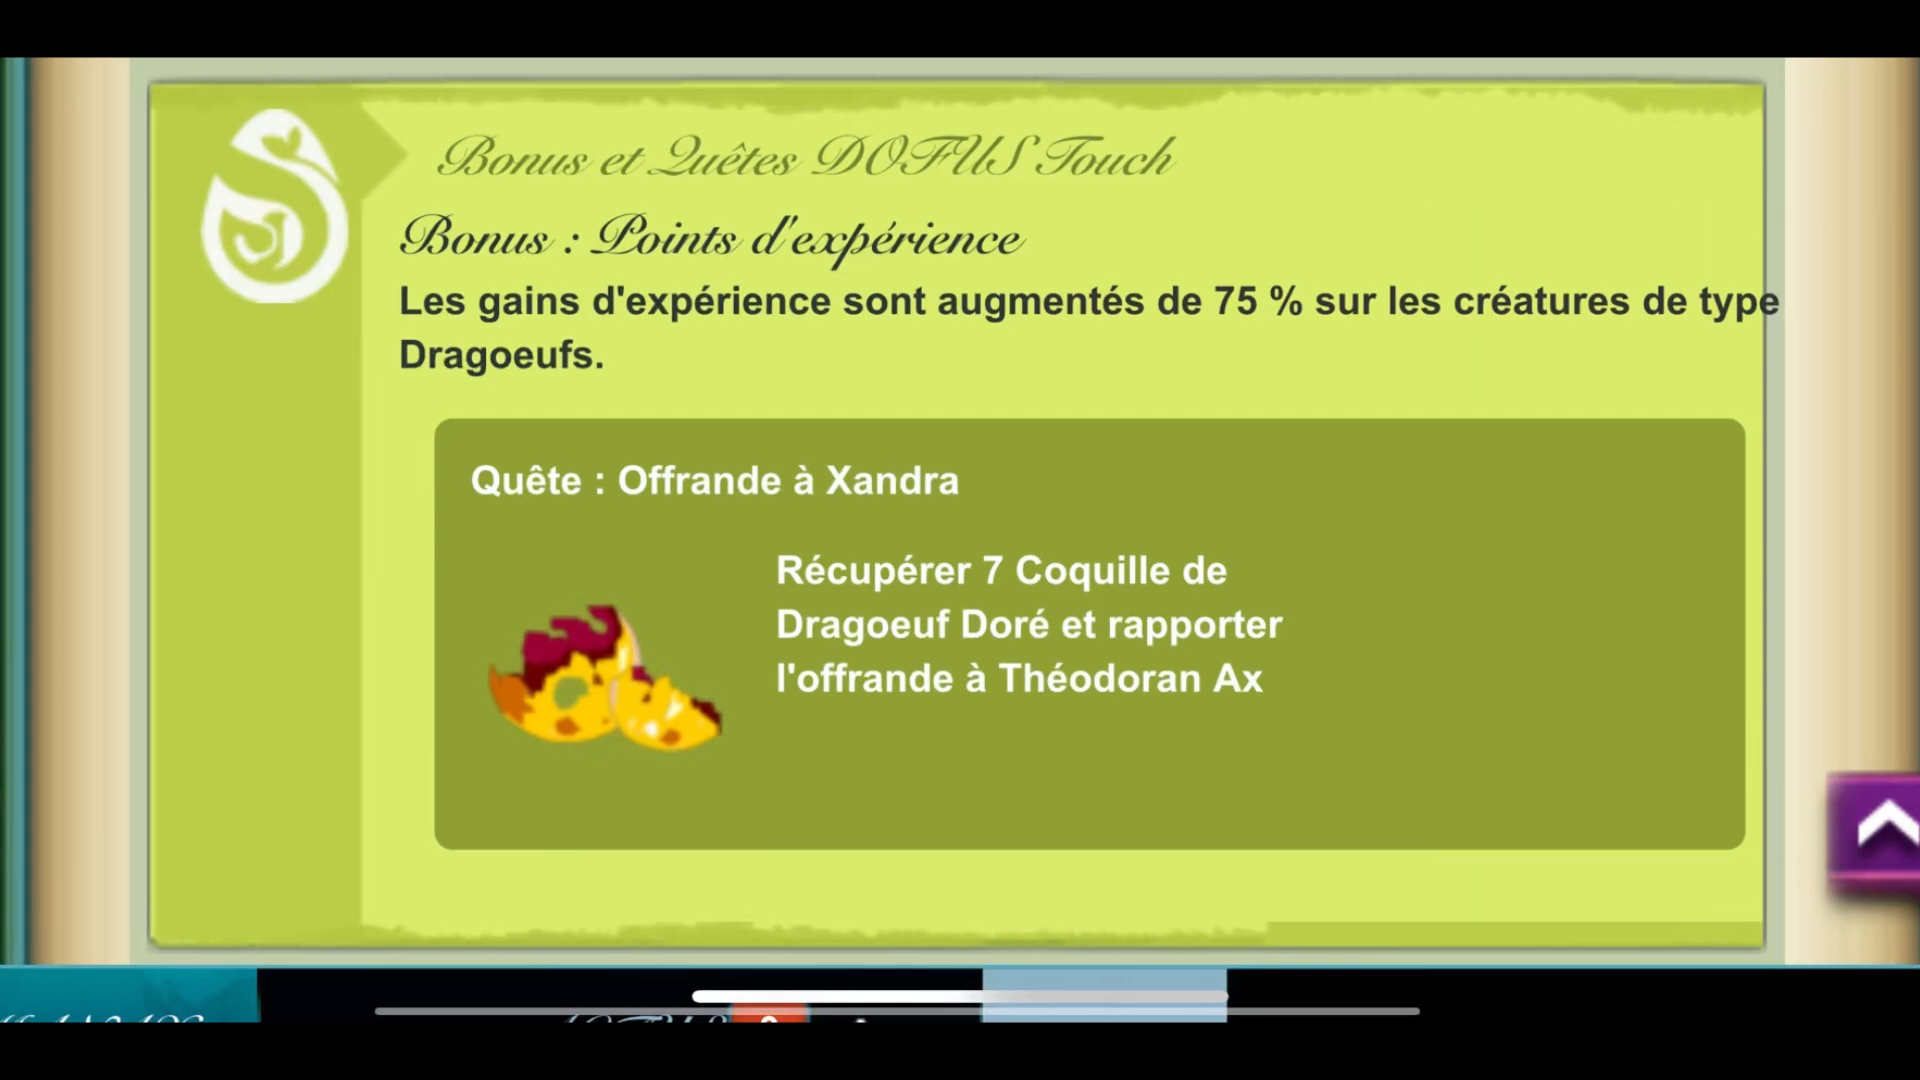 Bonus et Quêtes DOFUS Touch
Bonus : Points d'expérience
Les gains d'expérience sont augmentés de 75 % sur les créatures de type
Dragoeufs.
Quête : Offrande à Xandra
Récupérer 7 Coquille de
Dragoeuf Doré et rapporter
l'offrande à Théodoran Ax